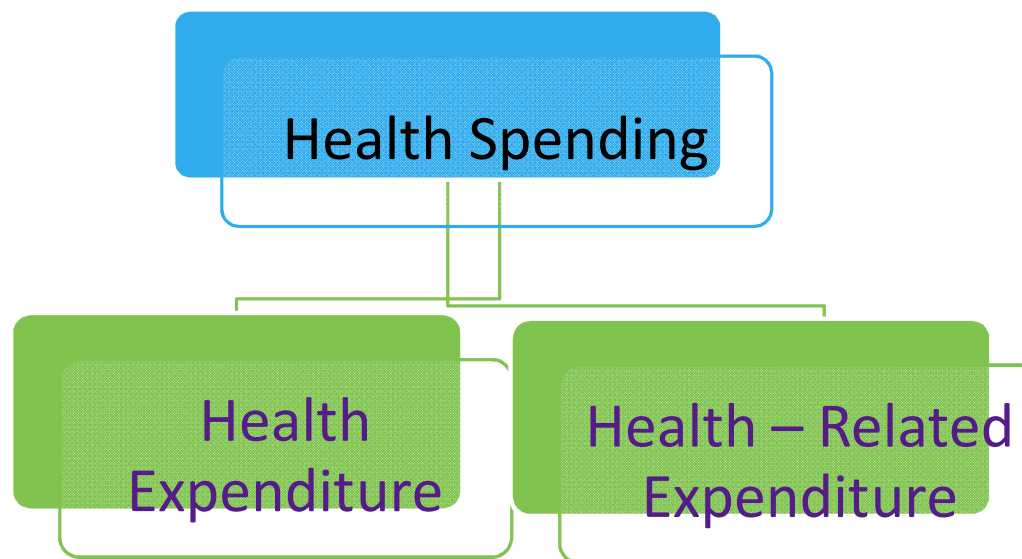 Health Spending
Health
Expenditure
Health – Related
Expenditure